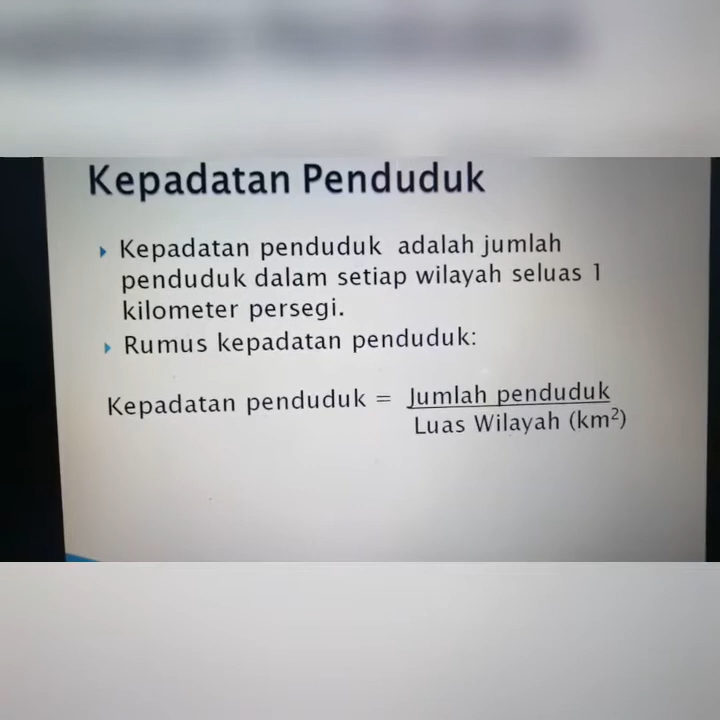 Kepadatan Penduduk
Kepadatan penduduk adalah jumlah
penduduk dalam setiap wilayah seluas 1
kilometer persegi.
Rumus kepadatan penduduk:
Kepadatan penduduk = Jumlah penduduk
Luas Wilayah (km²)